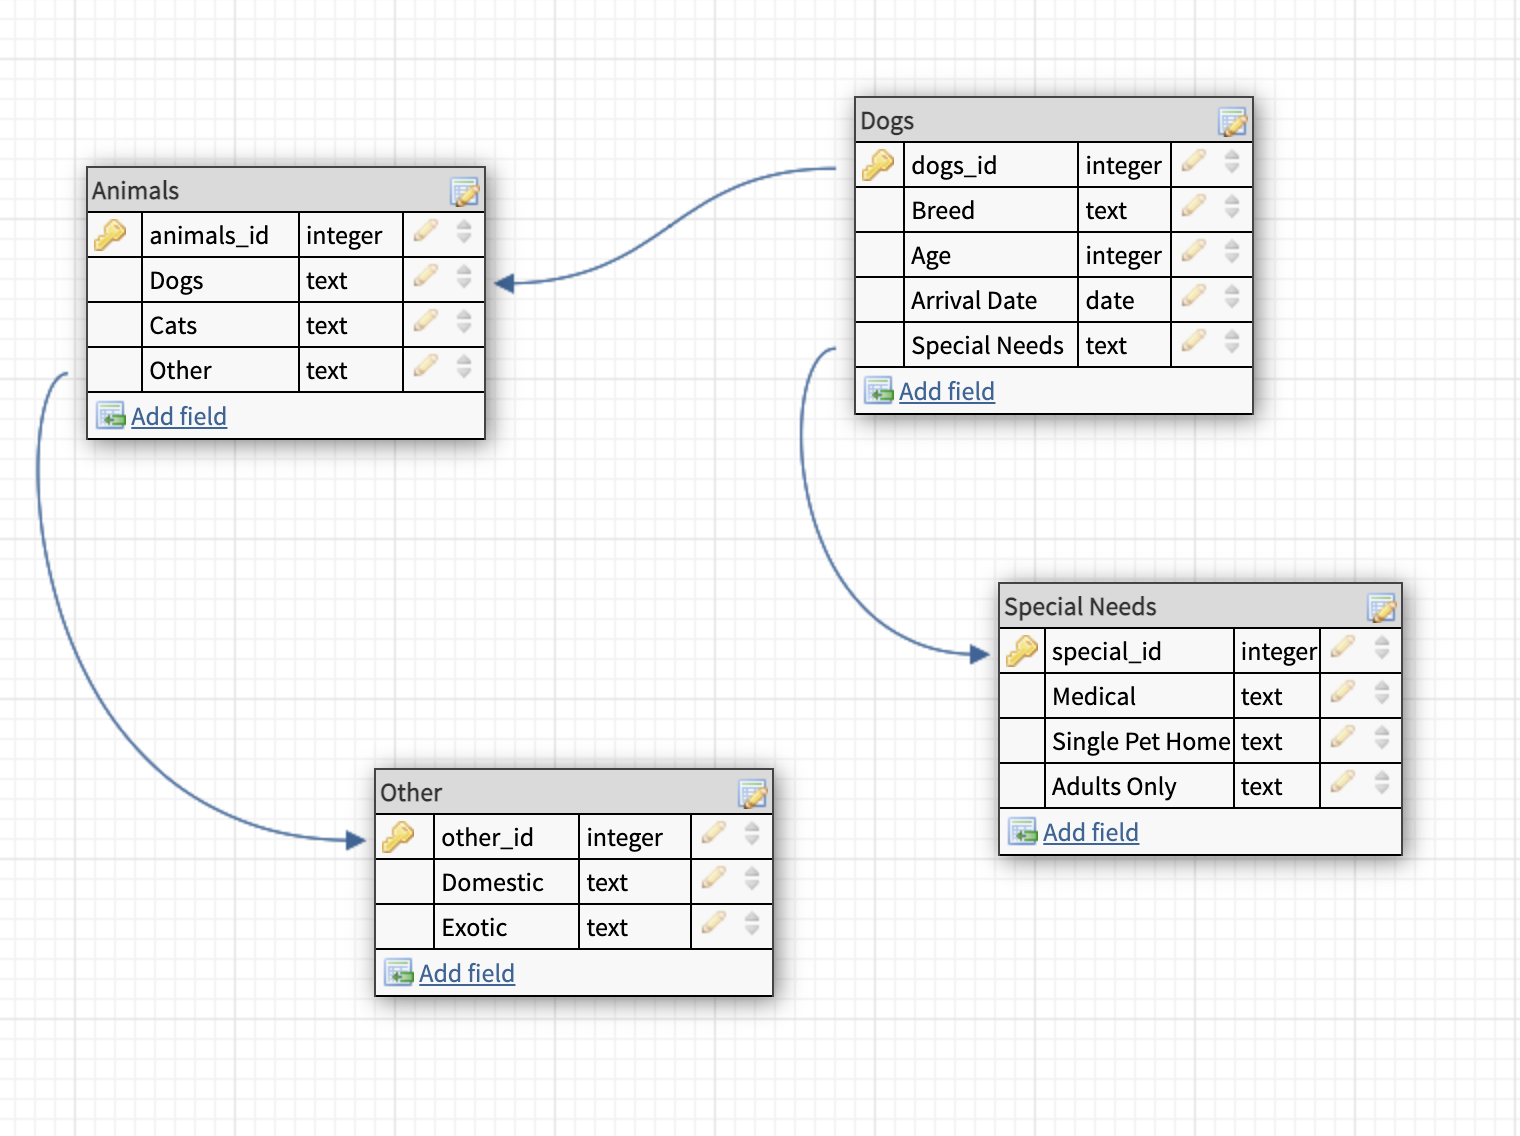 Animals
animals_id integer
Dogs text
Cats text
Other text
Add field
Dogs
dogs_id integer
Breed text
Age integer
Arrival Date date
Special Needs text
Add field
Other
other_id integer
Domestic text
Exotic text
Add field
Special Needs
special_id integer
Medical text
Single Pet Home text
Adults Only text
Add field